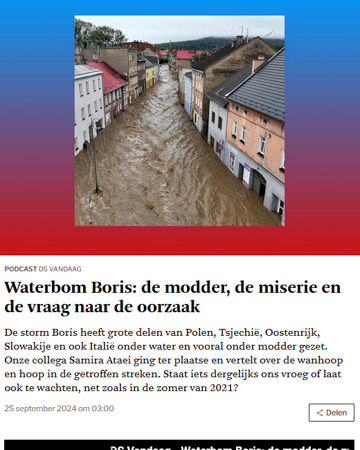 PODCAST DS VANDAAG
Waterbom Boris: de modder, de miserie en
de vraag naar de oorzaak
De storm Boris heeft grote delen van Polen, Tsjechië, Oostenrijk,
Slowakije en ook Italië onder water en vooral onder modder gezet.
Onze collega Samira Ataei ging ter plaatse en vertelt over de wanhoop
en hoop in de getroffen streken. Staat iets dergelijks ons vroeg of laat
ook te wachten, net zoals in de zomer van 2021?
25 september 2024 om 03:00
Delen
DS Vandaag - Waterbom Boris: de modder, de m